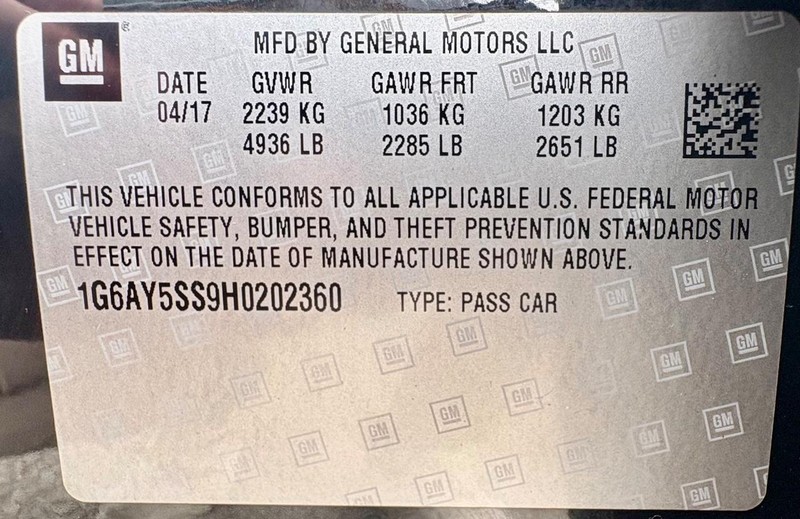 GM®
MFD BY GENERAL MOTORS LLC
DATE GVWR GAWR FRT GAWR RR
04/17 2239 KG 1036 KG 1203 KG
4936 LB 2285 LB 2651 LB
THIS VEHICLE CONFORMS TO ALL APPLICABLE U.S. FEDERAL MOTOR
VEHICLE SAFETY, BUMPER, AND THEFT PREVENTION STANDARDS IN
EFFECT ON THE DATE OF MANUFACTURE SHOWN ABOVE.
1G6AY5SS9H0202360 TYPE: PASS CAR